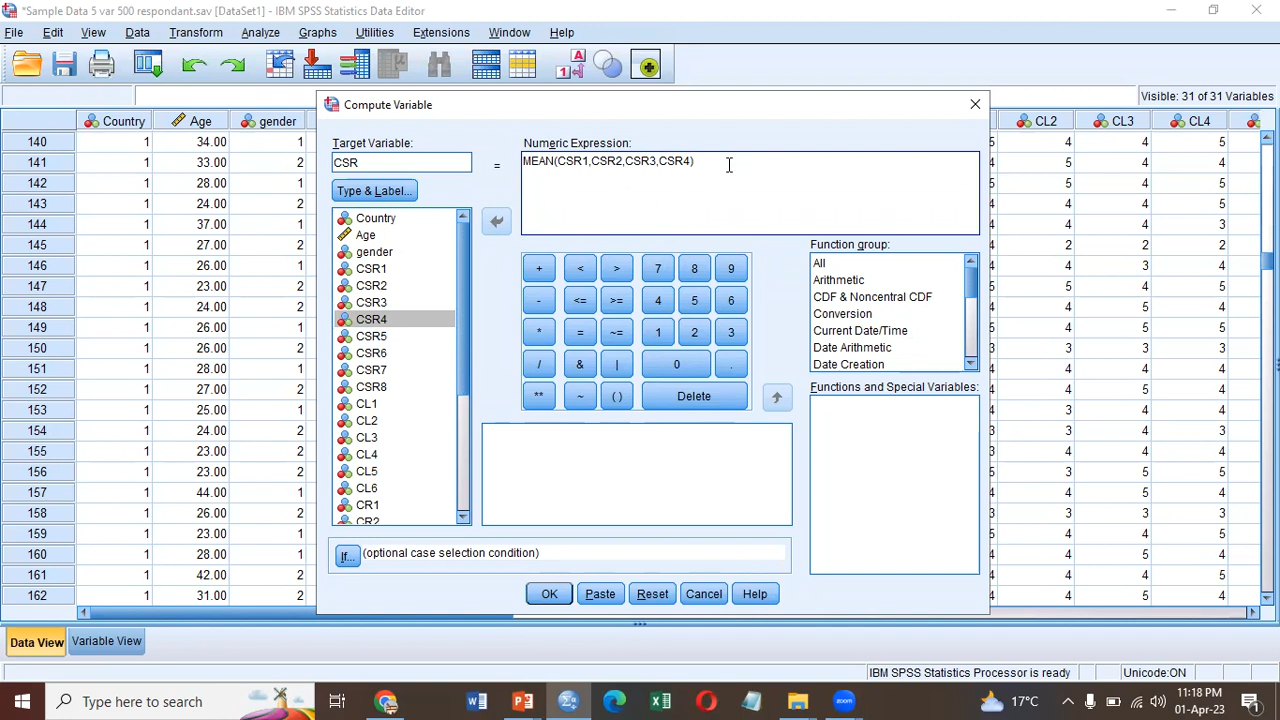 *Sample Data 5 var 500 respondant.sav [DataSet1] - IBM SPSS Statistics Data Editor
File Edit View Data Transform Analyze Graphs Utilities Extensions Window Help
Visible: 31 of 31 Variables
Country Age gender CL2 CL3 CL4
Compute Variable
Target Variable: Numeric Expression:
CSR = MEAN(CSR1,CSR2,CSR3,CSR4)
Type & Label...
Country
Age
gender
CSR1
CSR2
CSR3
CSR4
CSR5
CSR6
CSR7
CSR8
CL1
CL2
CL3
CL4
CL5
CL6
CR1
CR2
+ < > 7 8 9
- <= >= 4 5 6
* = ~= 1 2 3
/ & | 0 .
** ~ ( ) Delete
Function group:
All
Arithmetic
CDF & Noncentral CDF
Conversion
Current Date/Time
Date Arithmetic
Date Creation
Functions and Special Variables:
If... (optional case selection condition)
OK Paste Reset Cancel Help
140 1 34.00 1 4 4 5
141 1 33.00 2 5 4 4
142 1 28.00 1 5 4 4
143 1 24.00 2 4 4 5
144 1 37.00 1 4 4 4
145 1 27.00 2 2 2 2
146 1 26.00 1 3 4 4
147 1 23.00 2 4 4 4
148 1 24.00 2 4 4 5
149 1 26.00 1 3 4 4
150 1 26.00 2 3 3 3
151 1 28.00 1 4 4 4
152 1 27.00 2 3 4 4
153 1 25.00 1 2 4 4
154 1 24.00 2 3 4 3
155 1 23.00 2 4 4 4
156 1 23.00 2 3 5 5
157 1 44.00 1 4 5 4
158 1 26.00 2 3 3 3
159 1 23.00 2 4 5 4
160 1 28.00 1 4 4 4
161 1 42.00 1 4 4 5
162 1 31.00 2 4 4 5
Data View Variable View
IBM SPSS Statistics Processor is ready Unicode:ON
Type here to search
17°C
11:18 PM
01-Apr-23